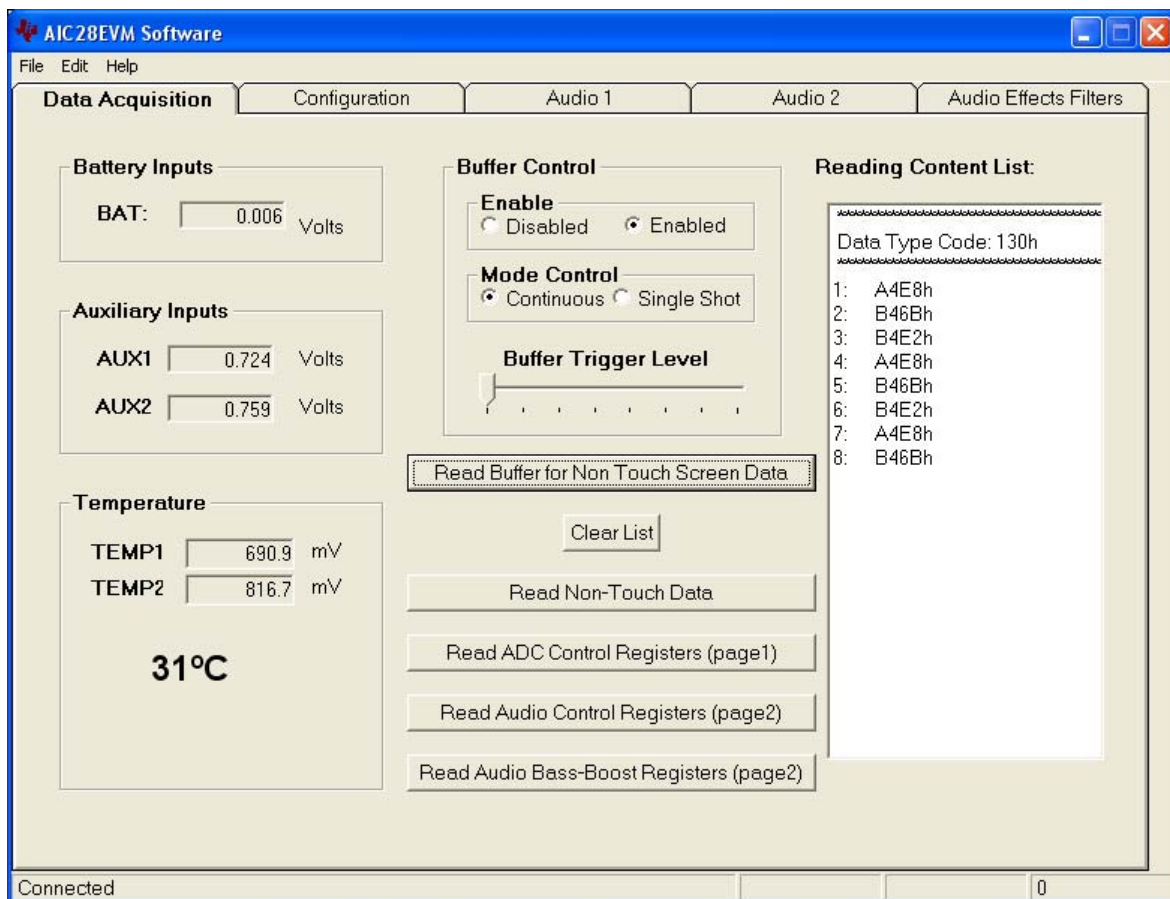 AIC28EVM Software
File Edit Help
Data Acquisition Configuration Audio 1 Audio 2 Audio Effects Filters
Battery Inputs
BAT: 0.006 Volts
Auxiliary Inputs
AUX1 0.724 Volts
AUX2 0.759 Volts
Temperature
TEMP1 690.9 mV
TEMP2 816.7 mV
31ºC
Buffer Control
Enable
Disabled Enabled
Mode Control
Continuous Single Shot
Buffer Trigger Level
Read Buffer for Non Touch Screen Data
Clear List
Read Non-Touch Data
Read ADC Control Registers (page1)
Read Audio Control Registers (page2)
Read Audio Bass-Boost Registers (page2)
Reading Content List:
Data Type Code: 130h
1: A4E8h
2: B46Bh
3: B4E2h
4: A4E8h
5: B46Bh
6: B4E2h
7: A4E8h
8: B46Bh
Connected 0